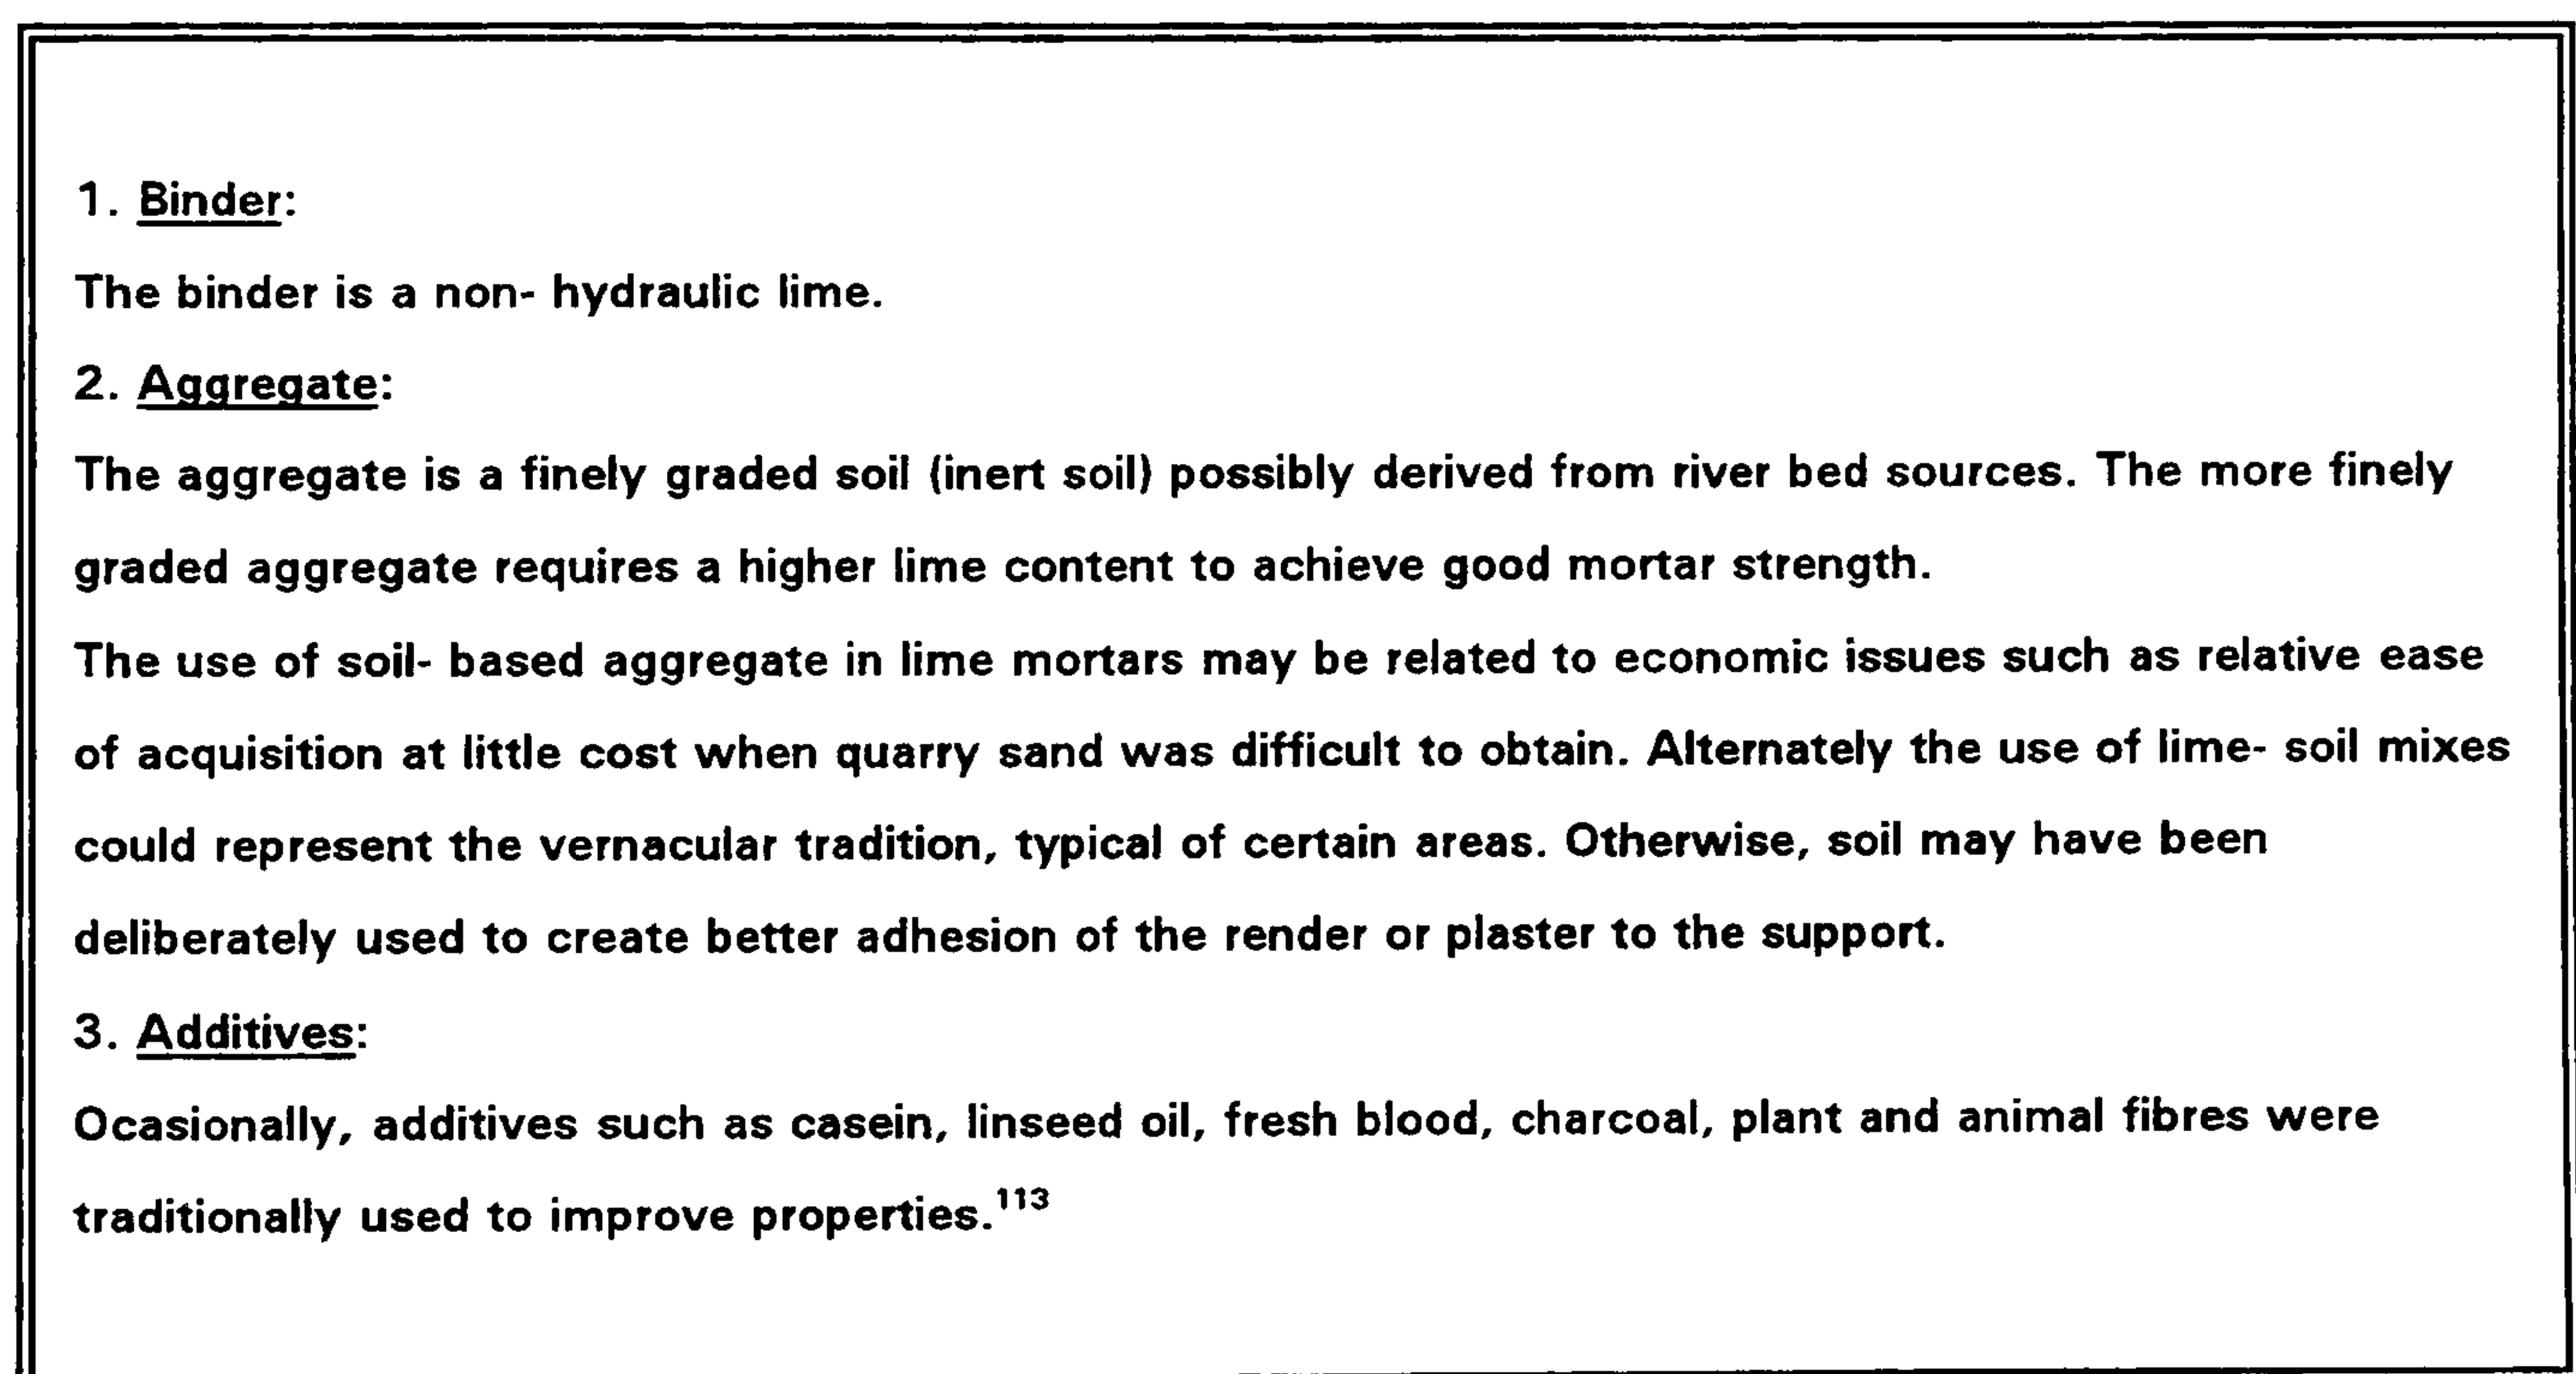 1. Binder:
The binder is a non- hydraulic lime.
2. Aggregate:
The aggregate is a finely graded soil (inert soil) possibly derived from river bed sources. The more finely
graded aggregate requires a higher lime content to achieve good mortar strength.
The use of soil- based aggregate in lime mortars may be related to economic issues such as relative ease
of acquisition at little cost when quarry sand was difficult to obtain. Alternately the use of lime- soil mixes
could represent the vernacular tradition, typical of certain areas. Otherwise, soil may have been
deliberately used to create better adhesion of the render or plaster to the support.
3. Additives:
Ocasionally, additives such as casein, linseed oil, fresh blood, charcoal, plant and animal fibres were
traditionally used to improve properties.¹¹³